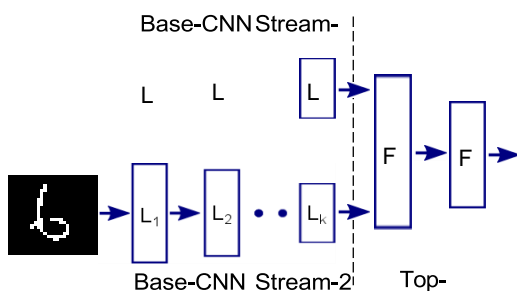 Base-CNN Stream-
L L L
F F
L₁ L₂ Lₖ
Base-CNN Stream-2 Top-